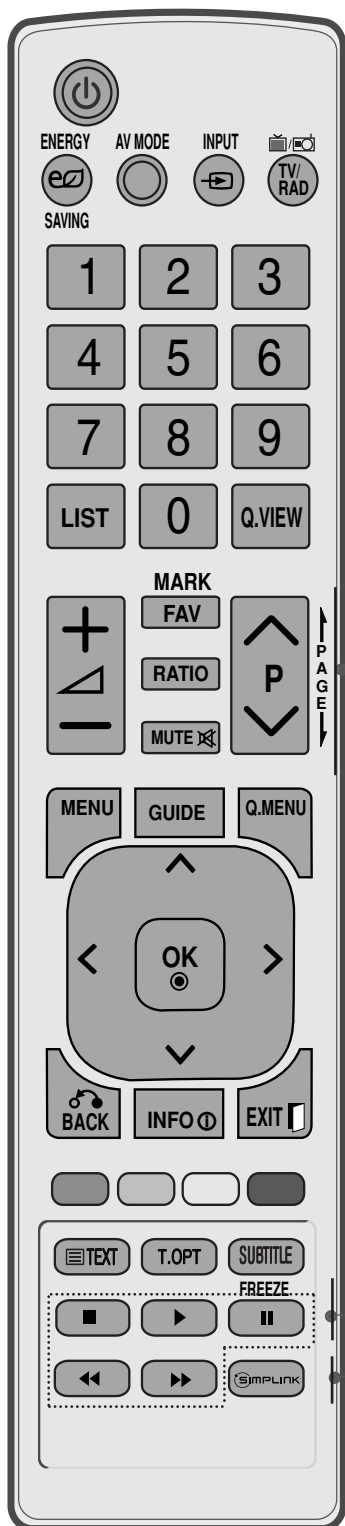 ENERGY AV MODE INPUT
TV/
RAD
SAVING
1 2 3
4 5 6
7 8 9
LIST 0 Q.VIEW
MARK
FAV
RATIO
P
PAGE
MUTE
MENU GUIDE Q.MENU
OK
BACK INFO EXIT
TEXT T.OPT SUBTITLE
FREEZE
SIMPLINK